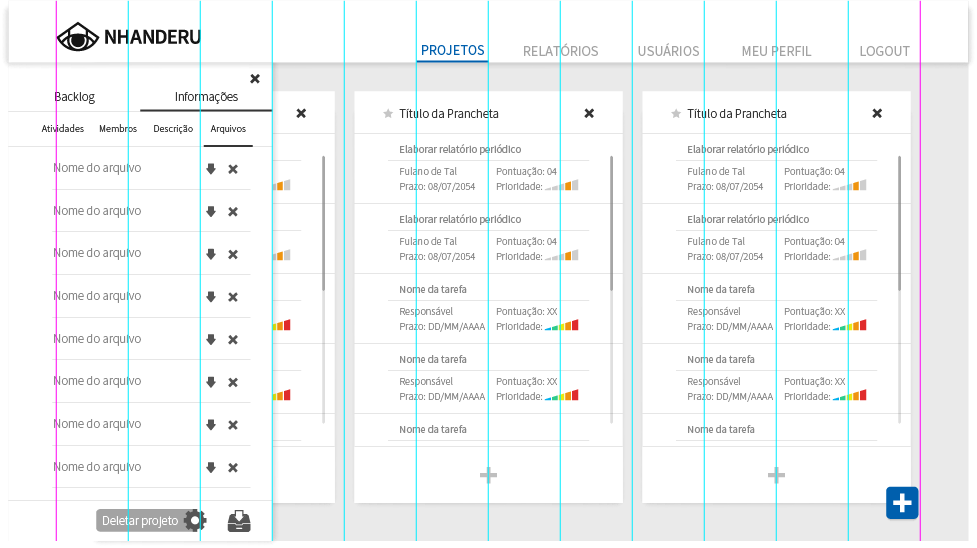 NHANDERU
PROJETOS RELATÓRIOS USUÁRIOS MEU PERFIL LOGOUT
Backlog Informações
Atividades Membros Descrição Arquivos
Nome do arquivo
Nome do arquivo
Nome do arquivo
Nome do arquivo
Nome do arquivo
Nome do arquivo
Nome do arquivo
Nome do arquivo
Deletar projeto
Título da Prancheta
Elaborar relatório periódico
Fulano de Tal Pontuação: 04
Prazo: 08/07/2054 Prioridade:
Elaborar relatório periódico
Fulano de Tal Pontuação: 04
Prazo: 08/07/2054 Prioridade:
Nome da tarefa
Responsável Pontuação: XX
Prazo: DD/MM/AAAA Prioridade:
Nome da tarefa
Responsável Pontuação: XX
Prazo: DD/MM/AAAA Prioridade:
Nome da tarefa
Título da Prancheta
Elaborar relatório periódico
Fulano de Tal Pontuação: 04
Prazo: 08/07/2054 Prioridade:
Elaborar relatório periódico
Fulano de Tal Pontuação: 04
Prazo: 08/07/2054 Prioridade:
Nome da tarefa
Responsável Pontuação: XX
Prazo: DD/MM/AAAA Prioridade:
Nome da tarefa
Responsável Pontuação: XX
Prazo: DD/MM/AAAA Prioridade:
Nome da tarefa